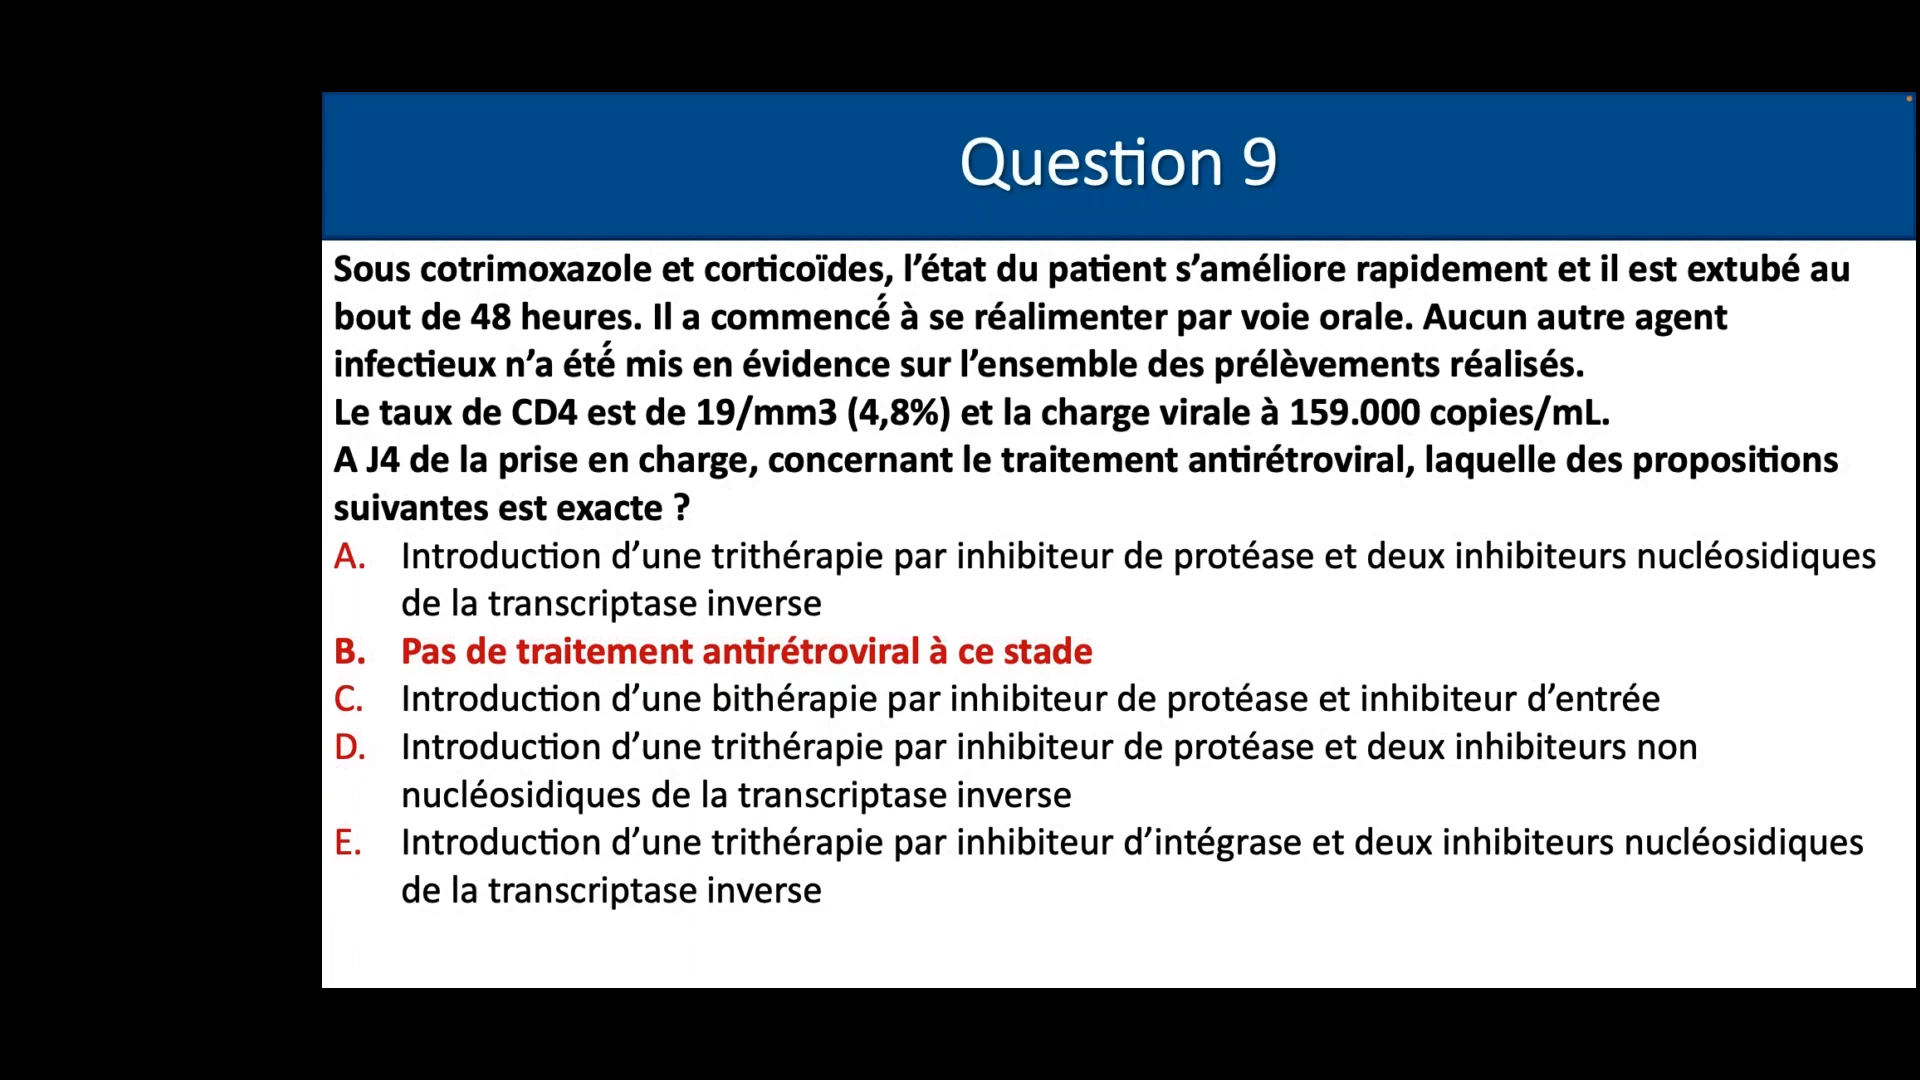 Question 9
Sous cotrimoxazole et corticoïdes, l’état du patient s’améliore rapidement et il est extubé au
bout de 48 heures. Il a commencé́ à se réalimenter par voie orale. Aucun autre agent
infectieux n’a été́ mis en évidence sur l’ensemble des prélèvements réalisés.
Le taux de CD4 est de 19/mm3 (4,8%) et la charge virale à 159.000 copies/mL.
A J4 de la prise en charge, concernant le traitement antirétroviral, laquelle des propositions
suivantes est exacte ?
A. Introduction d’une trithérapie par inhibiteur de protéase et deux inhibiteurs nucléosidiques
de la transcriptase inverse
B. Pas de traitement antirétroviral à ce stade
C. Introduction d’une bithérapie par inhibiteur de protéase et inhibiteur d’entrée
D. Introduction d’une trithérapie par inhibiteur de protéase et deux inhibiteurs non
nucléosidiques de la transcriptase inverse
E. Introduction d’une trithérapie par inhibiteur d’intégrase et deux inhibiteurs nucléosidiques
de la transcriptase inverse